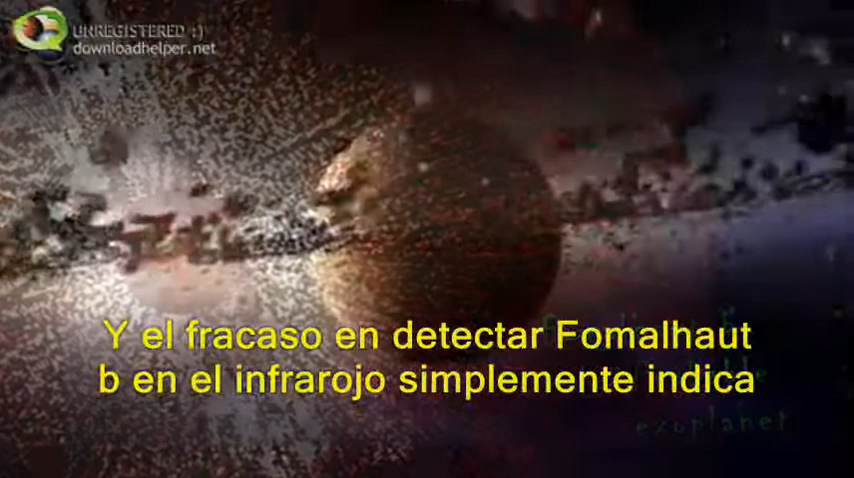 UNREGISTERED :)
downloadhelper.net
Y el fracaso en detectar Fomalhaut
b en el infrarojo simplemente indica
exoplanet